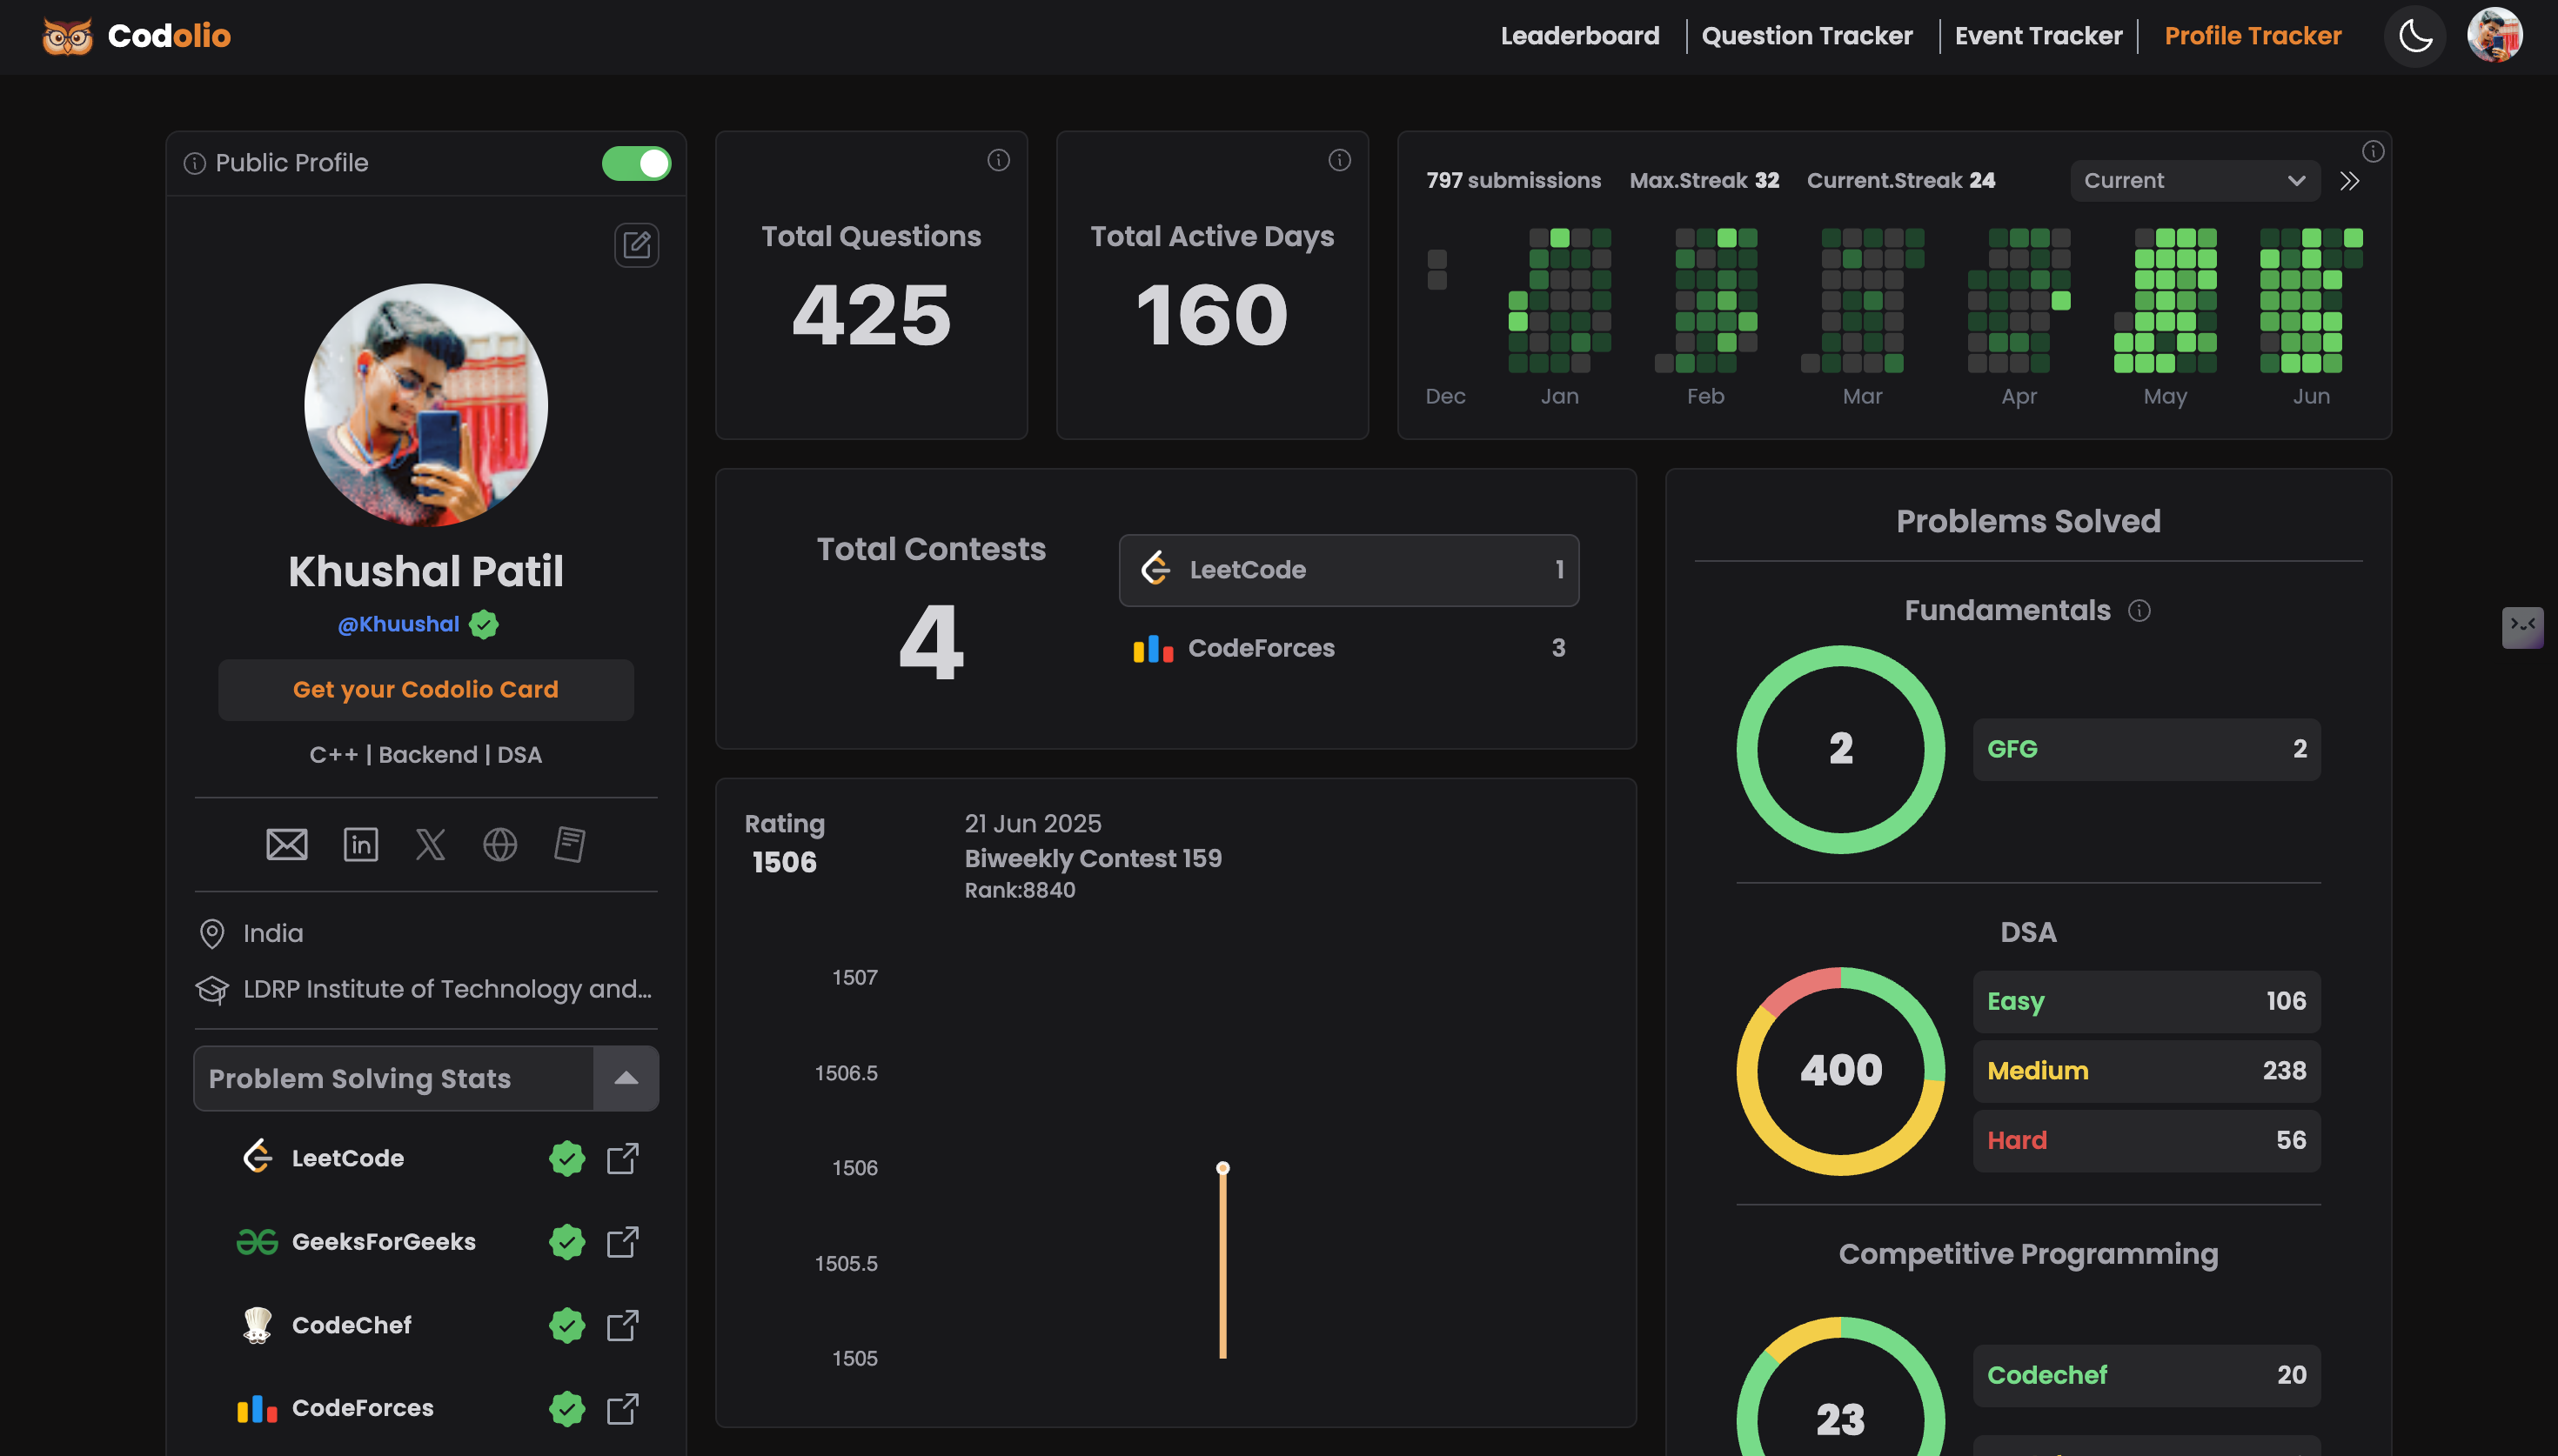 Codolio
Leaderboard
Question Tracker
Event Tracker
Profile Tracker
Public Profile
Khushal Patil
@Khuushal
Get your Codolio Card
C++ | Backend | DSA
India
LDRP Institute of Technology and...
Problem Solving Stats
LeetCode
GeeksForGeeks
CodeChef
CodeForces
Total Questions
425
Total Active Days
160
797 submissions Max.Streak 32 Current.Streak 24
Current
Dec Jan Feb Mar Apr May Jun
Total Contests
4
LeetCode 1
CodeForces 3
Rating
1506
21 Jun 2025
Biweekly Contest 159
Rank:8840
1507
1506.5
1506
1505.5
1505
Problems Solved
Fundamentals
2
GFG 2
DSA
400
Easy 106
Medium 238
Hard 56
Competitive Programming
23
Codechef 20